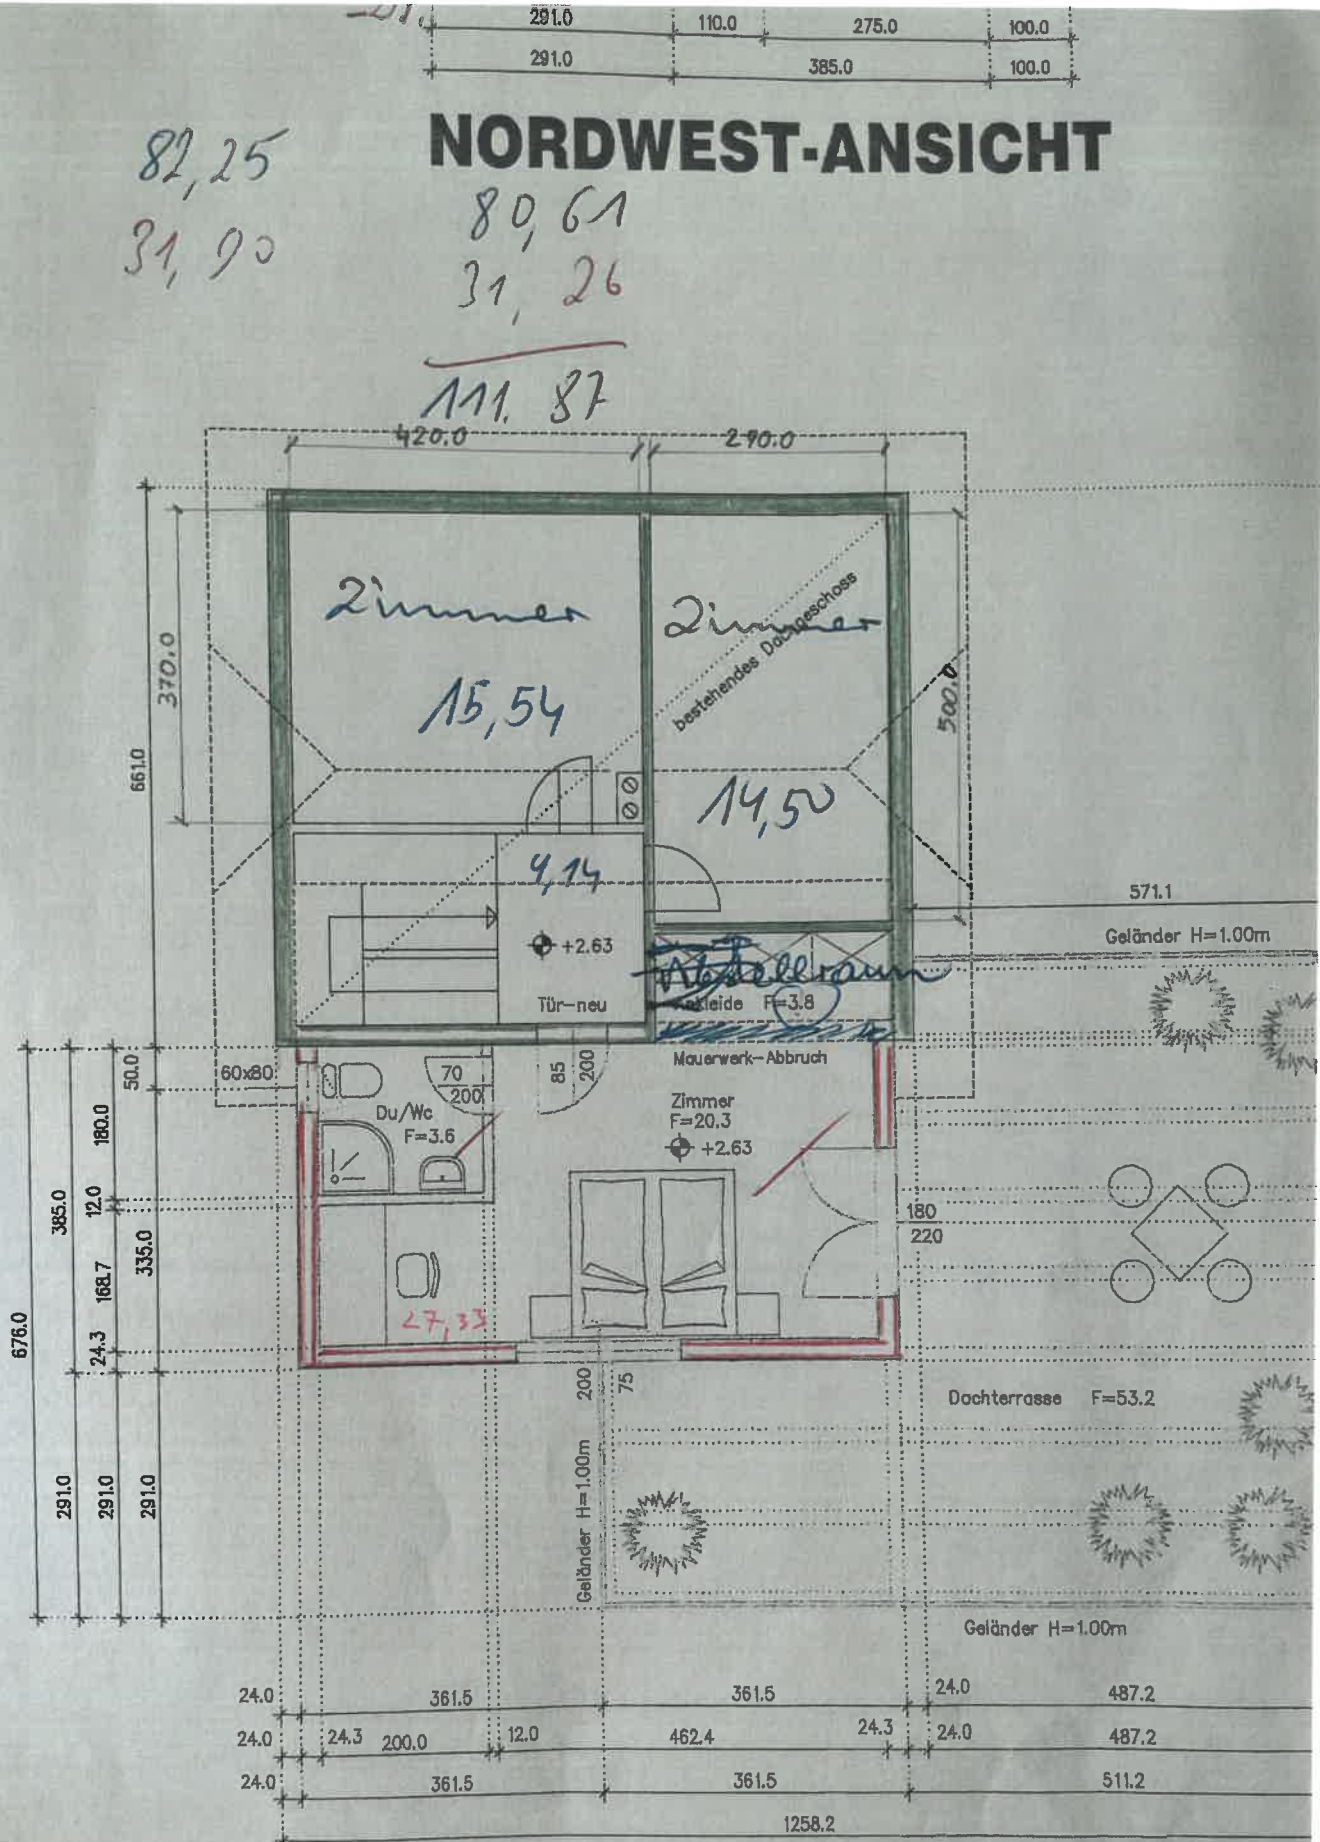 291.0 110.0 275.0 100.0
291.0 385.0 100.0
NORDWEST-ANSICHT
82,25
31,90
80,61
31,26
111.87
420.0 290.0
Zimmer
15,54
Zimmer
bestehendes Dachgeschoss
14,50
370.0
661.0
500.0
4,14
+2.63
Tür-neu
Abstellraum
F=3.8
Mauerwerk-Abbruch
571.1
Geländer H=1.00m
60x80
50.0
70
200
85
200
Du/Wc
F=3.6
Zimmer
F=20.3
+2.63
180
220
27,33
180.0
12.0
385.0
168.7
335.0
24.3
676.0
291.0
291.0
291.0
200
75
Geländer H=1.00m
Dachterrasse F=53.2
Geländer H=1.00m
24.0 361.5 361.5 24.0 487.2
24.0 24.3 200.0 12.0 462.4 24.3 24.0 487.2
24.0 361.5 361.5 511.2
1258.2